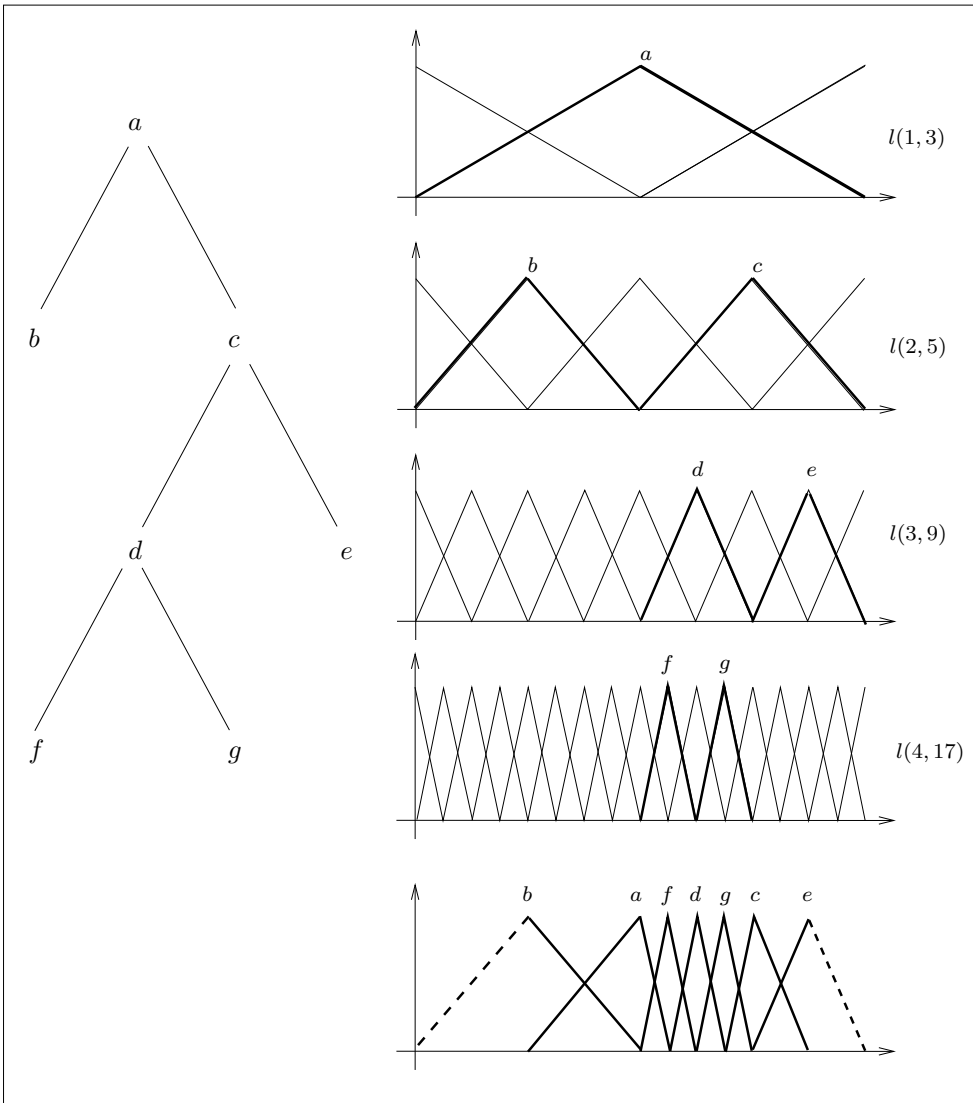 a
b
c
d
e
f
g
a
l(1, 3)
b c
l(2, 5)
d e
l(3, 9)
f g
l(4, 17)
b a f d g c e